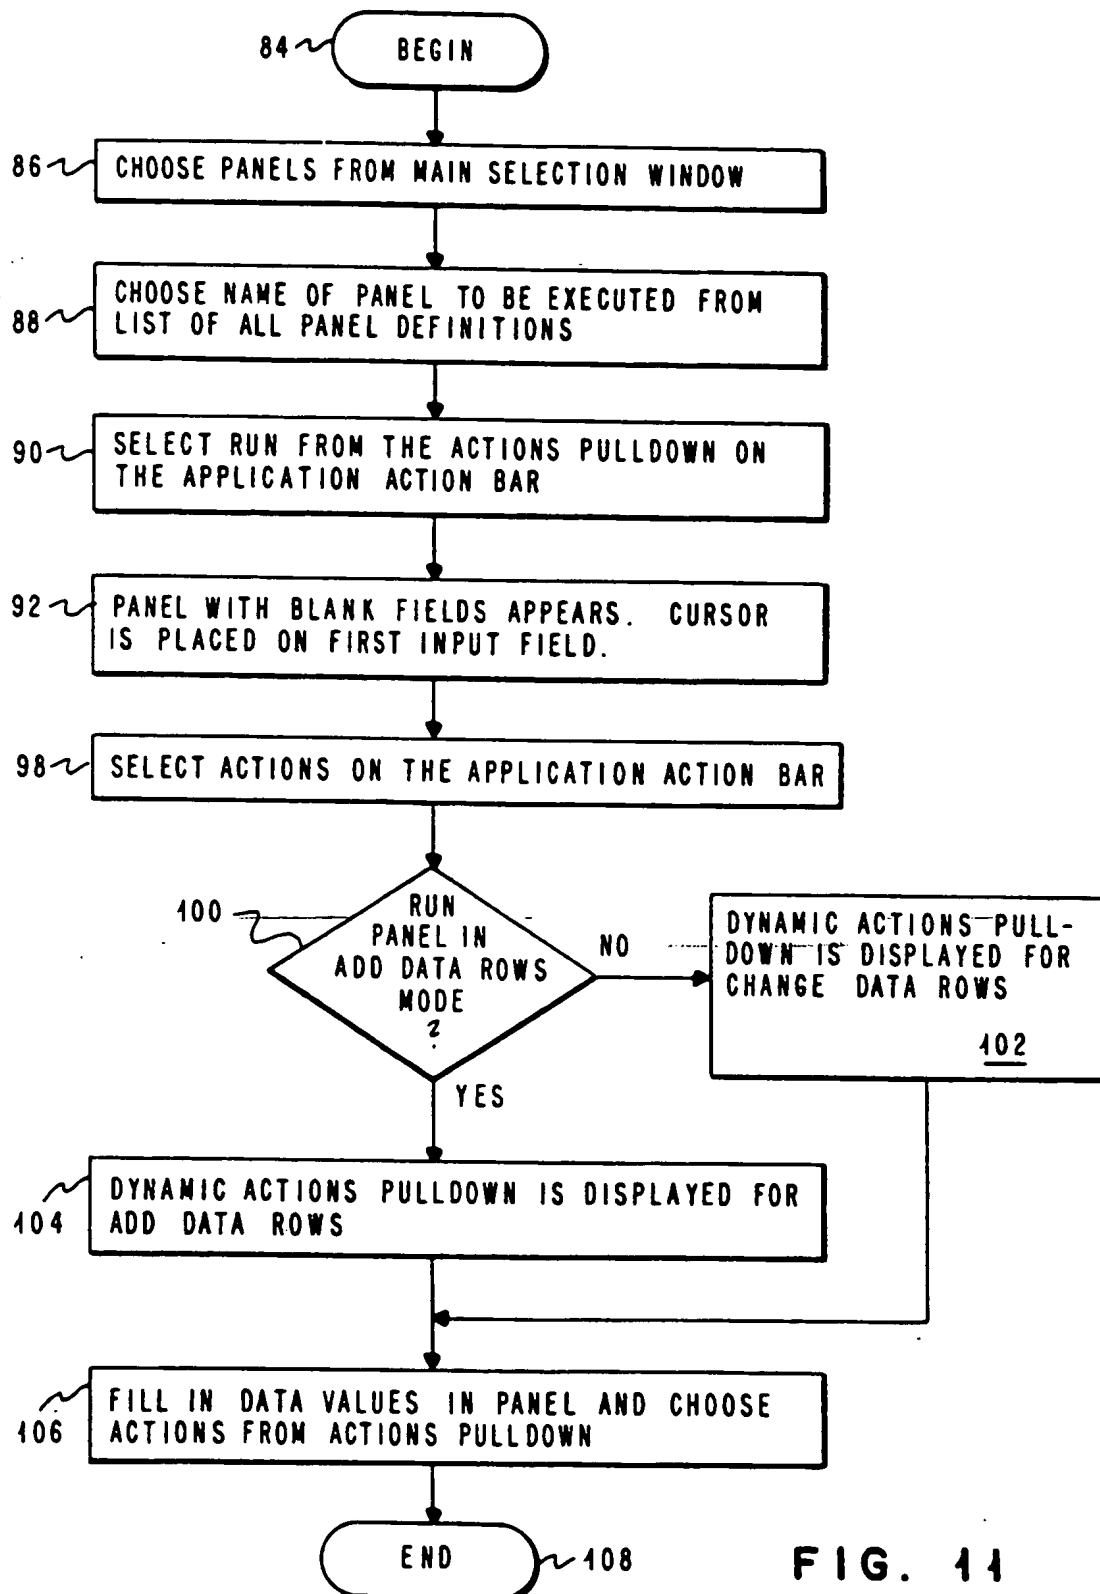 84 BEGIN
86 CHOOSE PANELS FROM MAIN SELECTION WINDOW
88 CHOOSE NAME OF PANEL TO BE EXECUTED FROM
LIST OF ALL PANEL DEFINITIONS
90 SELECT RUN FROM THE ACTIONS PULLDOWN ON
THE APPLICATION ACTION BAR
92 PANEL WITH BLANK FIELDS APPEARS. CURSOR
IS PLACED ON FIRST INPUT FIELD.
98 SELECT ACTIONS ON THE APPLICATION ACTION BAR
100
RUN
PANEL IN
ADD DATA ROWS
MODE
?
NO
DYNAMIC ACTIONS PULL-
DOWN IS DISPLAYED FOR
CHANGE DATA ROWS
102
YES
104 DYNAMIC ACTIONS PULLDOWN IS DISPLAYED FOR
ADD DATA ROWS
106 FILL IN DATA VALUES IN PANEL AND CHOOSE
ACTIONS FROM ACTIONS PULLDOWN
END 108
FIG. 11